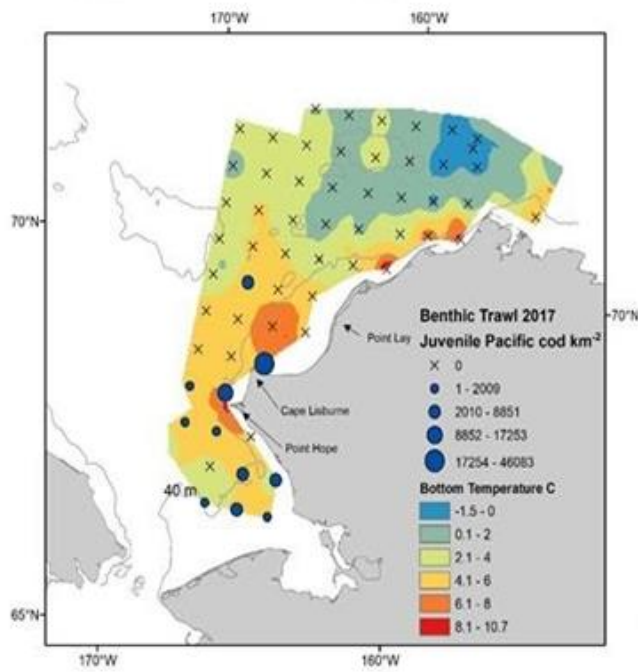 170°W 160°W
70°N
70°N
Benthic Trawl 2017
Juvenile Pacific cod km-2
0
1 - 2009
2010 - 8851
8852 - 17253
17254 - 46083
Point Lay
Cape Lisburne
Point Hope
40 m
Bottom Temperature C
-1.5 - 0
0.1 - 2
2.1 - 4
4.1 - 6
6.1 - 8
8.1 - 10.7
65°N
170°W 160°W